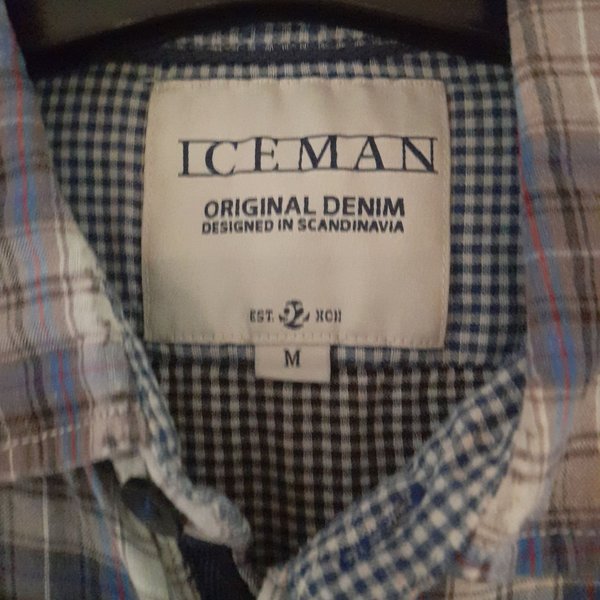 ICEMAN
ORIGINAL DENIM
DESIGNED IN SCANDINAVIA
EST. XCII
M